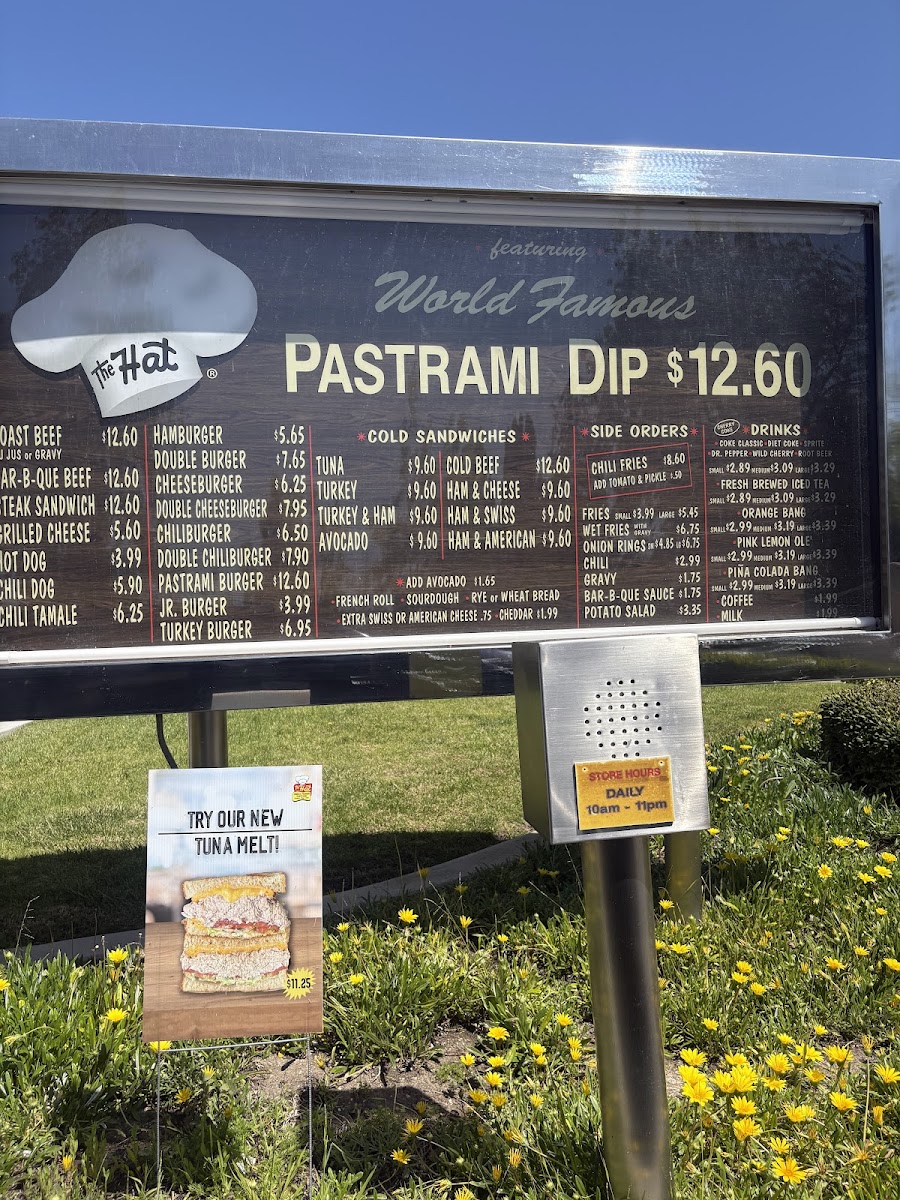 featuring
World Famous
The Hat ®
PASTRAMI DIP $12.60
OAST BEEF $12.60
U JUS or GRAVY
AR-B-QUE BEEF $12.60
STEAK SANDWICH $12.60
GRILLED CHEESE $5.60
HOT DOG $3.99
CHILI DOG $5.90
CHILI TAMALE $6.25
HAMBURGER $5.65
DOUBLE BURGER $7.65
CHEESEBURGER $6.25
DOUBLE CHEESEBURGER $7.95
CHILIBURGER $6.50
DOUBLE CHILIBURGER $7.90
PASTRAMI BURGER $12.60
JR. BURGER $3.99
TURKEY BURGER $6.95
* COLD SANDWICHES *
TUNA $9.60 COLD BEEF $12.60
TURKEY $9.60 HAM & CHEESE $9.60
TURKEY & HAM $9.60 HAM & SWISS $9.60
AVOCADO $9.60 HAM & AMERICAN $9.60
* ADD AVOCADO $1.65
• FRENCH ROLL • SOURDOUGH • RYE or WHEAT BREAD
• EXTRA SWISS OR AMERICAN CHEESE .75 • CHEDDAR $1.99
* SIDE ORDERS *
CHILI FRIES $8.60
ADD TOMATO & PICKLE $.50
FRIES SMALL $3.99 LARGE $5.45
WET FRIES WITH GRAVY $6.75
ONION RINGS SM $4.85 LG $6.75
CHILI $2.99
GRAVY $1.75
BAR-B-QUE SAUCE $1.75
POTATO SALAD $3.35
* DRINKS *
COKE CLASSIC • DIET COKE • SPRITE
DR. PEPPER • WILD CHERRY • ROOT BEER
SMALL $2.89 MEDIUM $3.09 LARGE $3.29
• FRESH BREWED ICED TEA
SMALL $2.89 MEDIUM $3.09 LARGE $3.29
• ORANGE BANG
SMALL $2.99 MEDIUM $3.19 LARGE $3.39
• PINK LEMON OLE'
SMALL $2.99 MEDIUM $3.19 LARGE $3.39
• PIÑA COLADA BANG
SMALL $2.99 MEDIUM $3.19 LARGE $3.39
• COFFEE $1.99
• MILK $1.99
STORE HOURS
DAILY
10am - 11pm
TRY OUR NEW
TUNA MELT!
$11.25